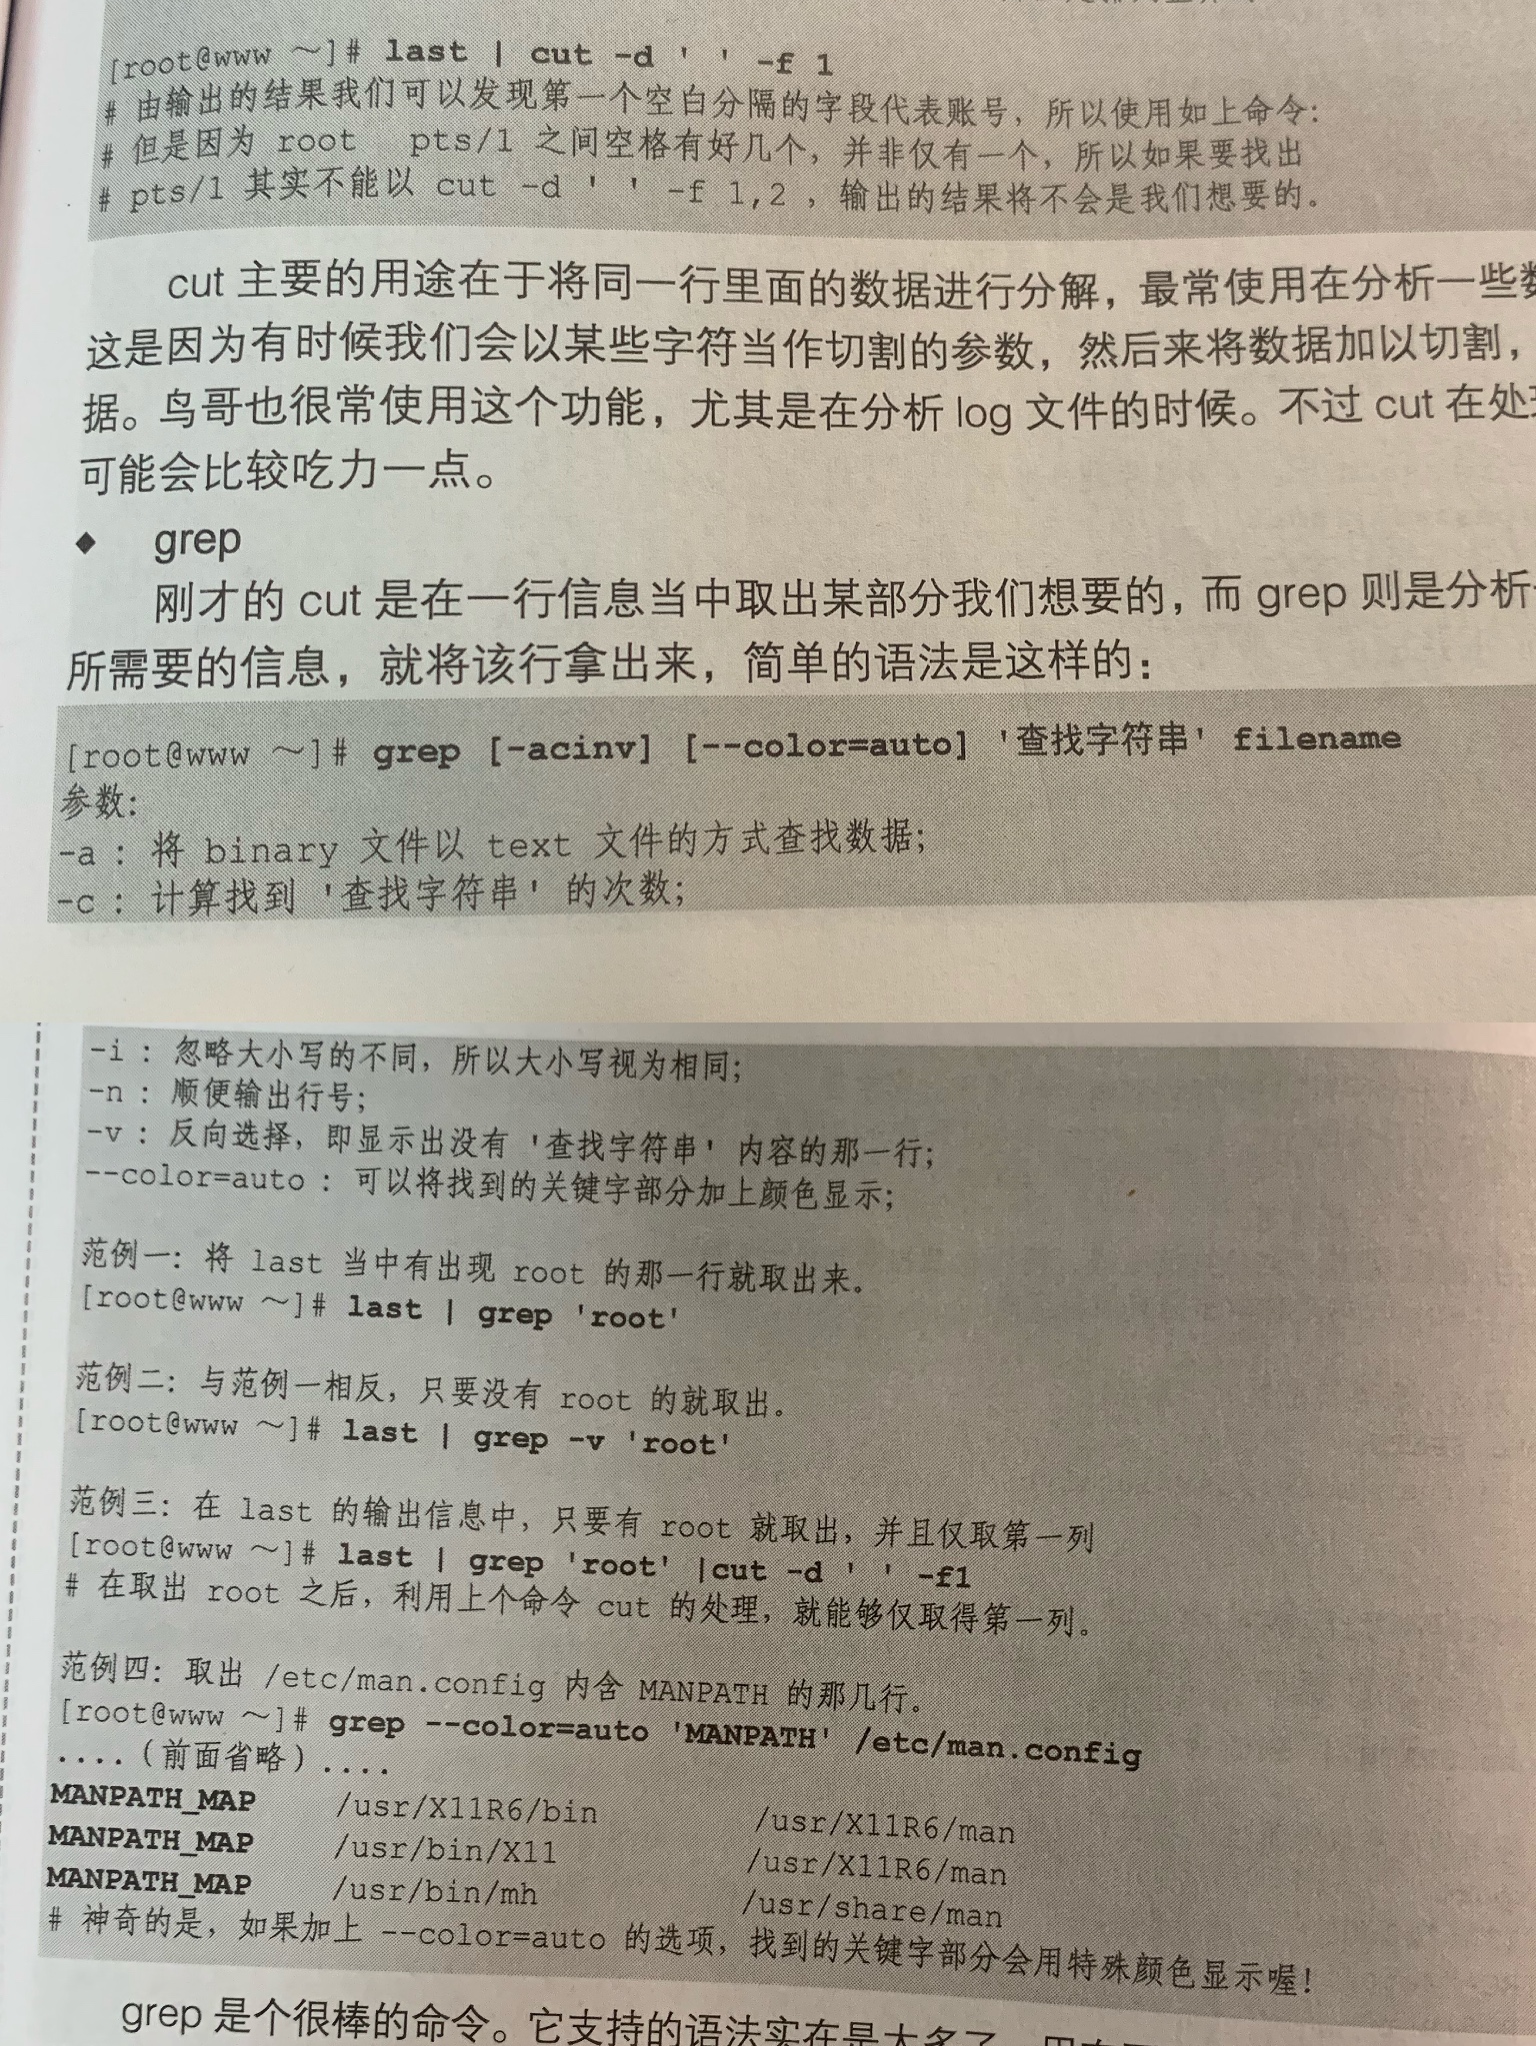 [root@www ～]# last | cut -d ' ' -f 1
# 由输出的结果我们可以发现第一个空白分隔的字段代表账号，所以使用如上命令：
# 但是因为 root   pts/1 之间空格有好几个，并非仅有一个，所以如果要找出
# pts/1 其实不能以 cut -d ' ' -f 1,2 ，输出的结果将不会是我们想要的。
cut 主要的用途在于将同一行里面的数据进行分解，最常使用在分析一些数
这是因为有时候我们会以某些字符当作切割的参数，然后来将数据加以切割，
据。鸟哥也很常使用这个功能，尤其是在分析 log 文件的时候。不过 cut 在处理
可能会比较吃力一点。
◆ grep
刚才的 cut 是在一行信息当中取出某部分我们想要的，而 grep 则是分析
所需要的信息，就将该行拿出来，简单的语法是这样的：
[root@www ～]# grep [-acinv] [--color=auto] '查找字符串' filename
参数：
-a ：将 binary 文件以 text 文件的方式查找数据；
-c ：计算找到 '查找字符串' 的次数；
-i ：忽略大小写的不同，所以大小写视为相同；
-n ：顺便输出行号；
-v ：反向选择，即显示出没有 '查找字符串' 内容的那一行；
--color=auto ：可以将找到的关键字部分加上颜色显示；
范例一：将 last 当中有出现 root 的那一行就取出来。
[root@www ～]# last | grep 'root'
范例二：与范例一相反，只要没有 root 的就取出。
[root@www ～]# last | grep -v 'root'
范例三：在 last 的输出信息中，只要有 root 就取出，并且仅取第一列
[root@www ～]# last | grep 'root' |cut -d ' ' -f1
# 在取出 root 之后，利用上个命令 cut 的处理，就能够仅取得第一列。
范例四：取出 /etc/man.config 内含 MANPATH 的那几行。
[root@www ～]# grep --color=auto 'MANPATH' /etc/man.config
....（前面省略）....
MANPATH_MAP /usr/X11R6/bin /usr/X11R6/man
MANPATH_MAP /usr/bin/X11 /usr/X11R6/man
MANPATH_MAP /usr/bin/mh /usr/share/man
# 神奇的是，如果加上 --color=auto 的选项，找到的关键字部分会用特殊颜色显示喔！
grep 是个很棒的命令。它支持的语法实在是太多了